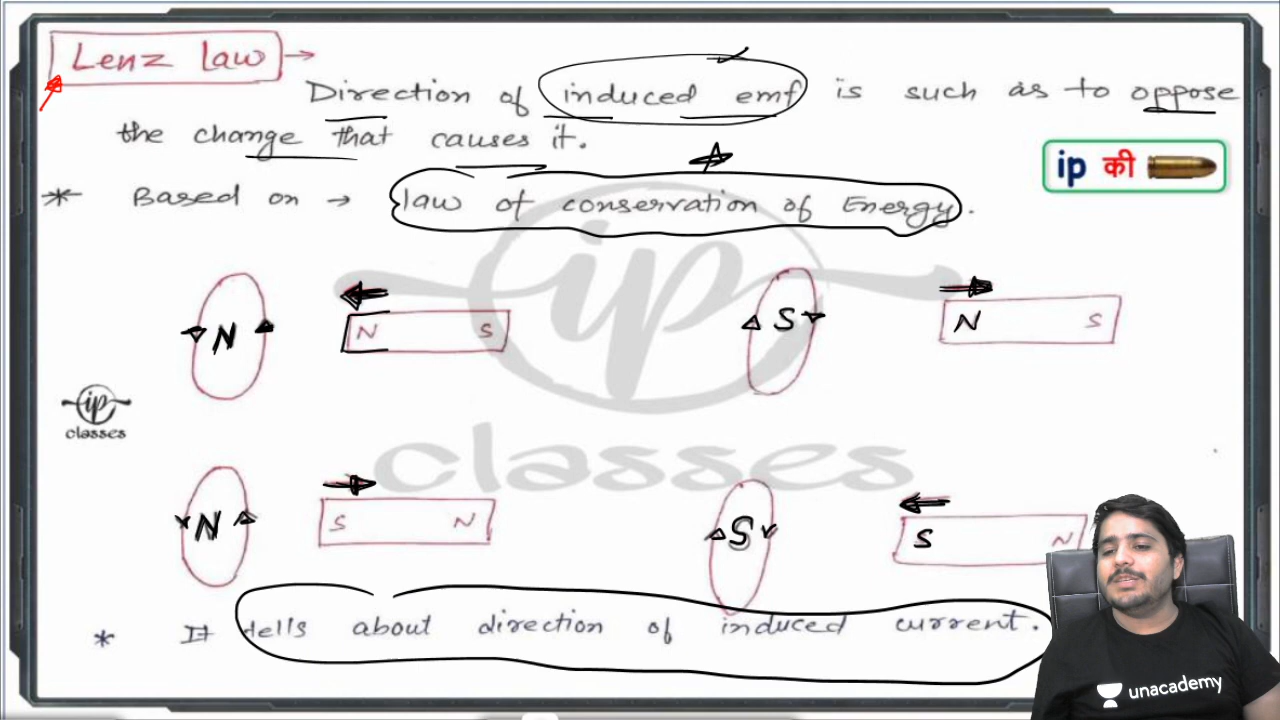 Lenz law →
Direction of induced emf is such as to oppose
the change that causes it.
ip की
* Based on → law of conservation of Energy.
N N S S N S
ip
classes
ip
classes
N S N S S N
* It tells about direction of induced current.
unacademy